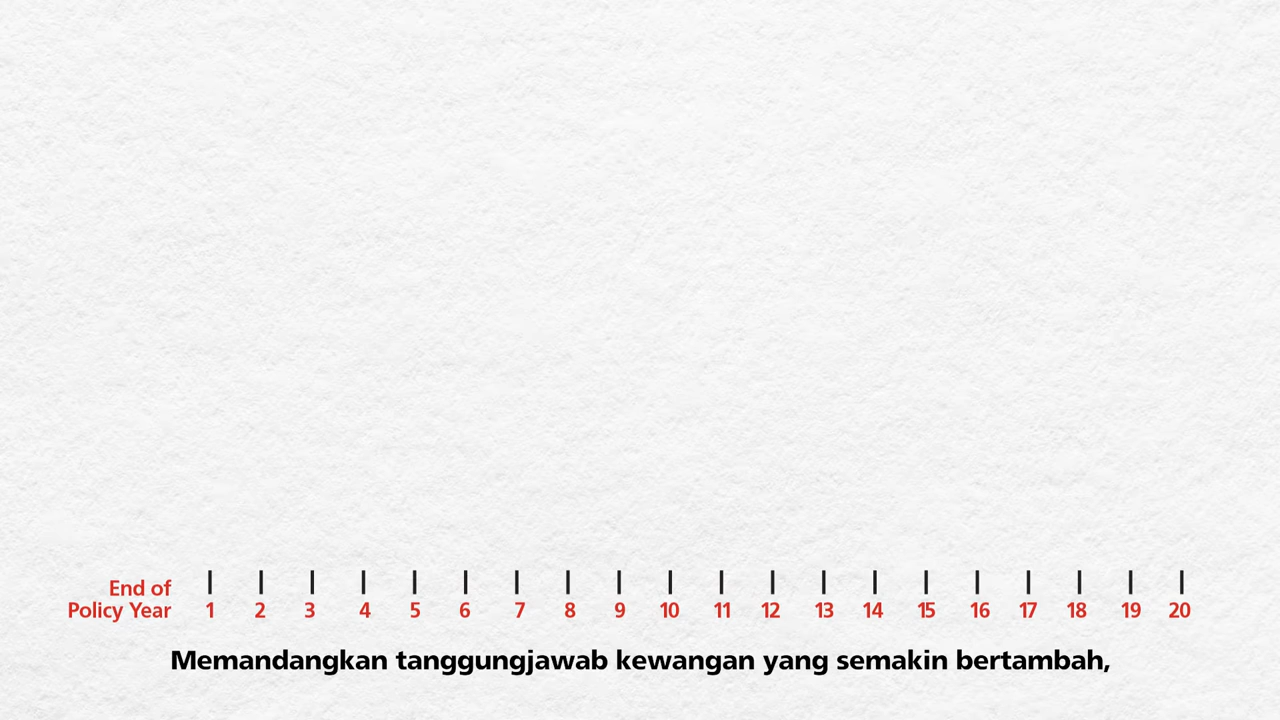 End of
Policy Year 1 2 3 4 5 6 7 8 9 10 11 12 13 14 15 16 17 18 19 20
Memandangkan tanggungjawab kewangan yang semakin bertambah,